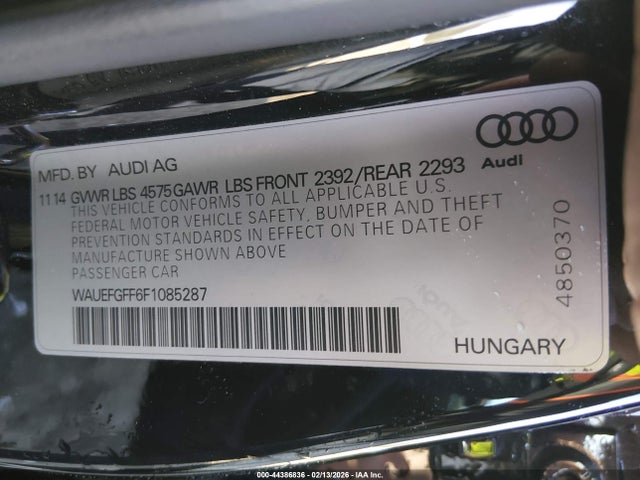 MFD. BY AUDI AG
Audi
11 14 GVWR LBS 4575 GAWR LBS FRONT 2392/REAR 2293
THIS VEHICLE CONFORMS TO ALL APPLICABLE U.S.
FEDERAL MOTOR VEHICLE SAFETY, BUMPER AND THEFT
PREVENTION STANDARDS IN EFFECT ON THE DATE OF
MANUFACTURE SHOWN ABOVE
PASSENGER CAR
WAUEFGFF6F1085287
HUNGARY
4850370
000-44386836 - 02/13/2026 - IAA Inc.